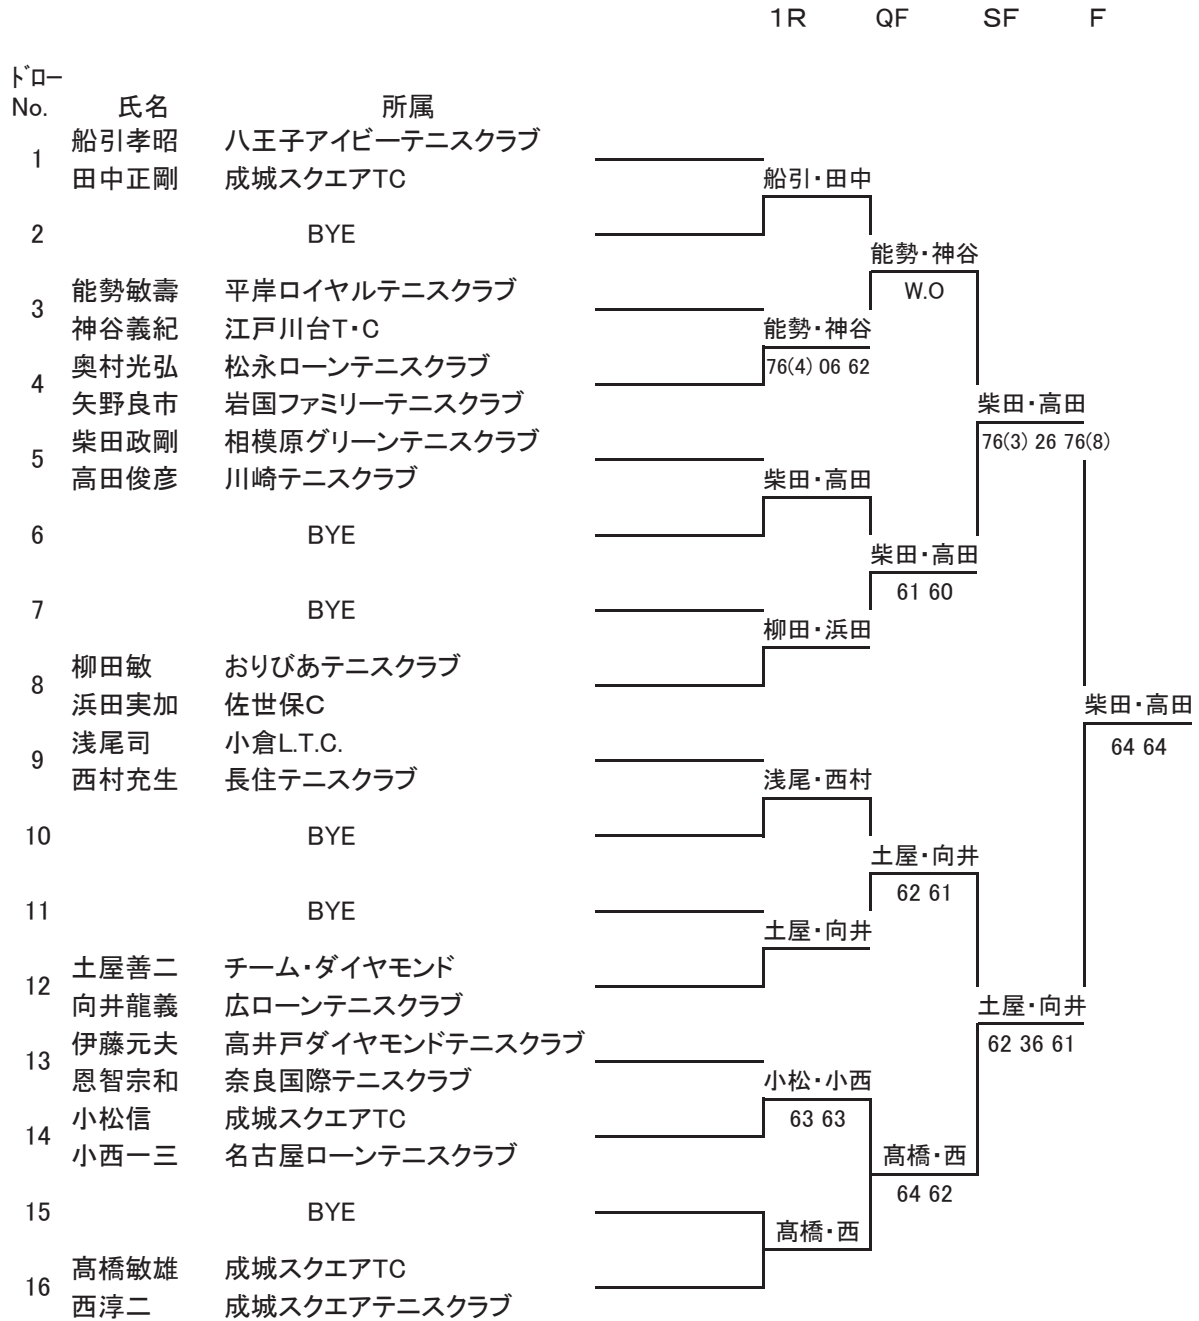 1R QF SF F
ドロー
No. 氏名 所属
船引孝昭 八王子アイビーテニスクラブ
1
田中正剛 成城スクエアTC
船引・田中
2 BYE
能勢・神谷
W.O
能勢敏壽 平岸ロイヤルテニスクラブ
3
神谷義紀 江戸川台T・C
能勢・神谷
76(4) 06 62
奥村光弘 松永ローンテニスクラブ
4
矢野良市 岩国ファミリーテニスクラブ
柴田・高田
76(3) 26 76(8)
柴田政剛 相模原グリーンテニスクラブ
5
高田俊彦 川崎テニスクラブ
柴田・高田
6 BYE
柴田・高田
61 60
7 BYE
柳田・浜田
柳田敏 おりびあテニスクラブ
8
浜田実加 佐世保C
柴田・高田
64 64
浅尾司 小倉L.T.C.
9
西村充生 長住テニスクラブ
浅尾・西村
10 BYE
土屋・向井
62 61
11 BYE
土屋・向井
土屋善二 チーム・ダイヤモンド
12
向井龍義 広ローンテニスクラブ
土屋・向井
62 36 61
伊藤元夫 高井戸ダイヤモンドテニスクラブ
13
恩智宗和 奈良国際テニスクラブ
小松・小西
63 63
小松信 成城スクエアTC
14
小西一三 名古屋ローンテニスクラブ
髙橋・西
64 62
15 BYE
髙橋・西
髙橋敏雄 成城スクエアTC
16
西淳二 成城スクエアテニスクラブ